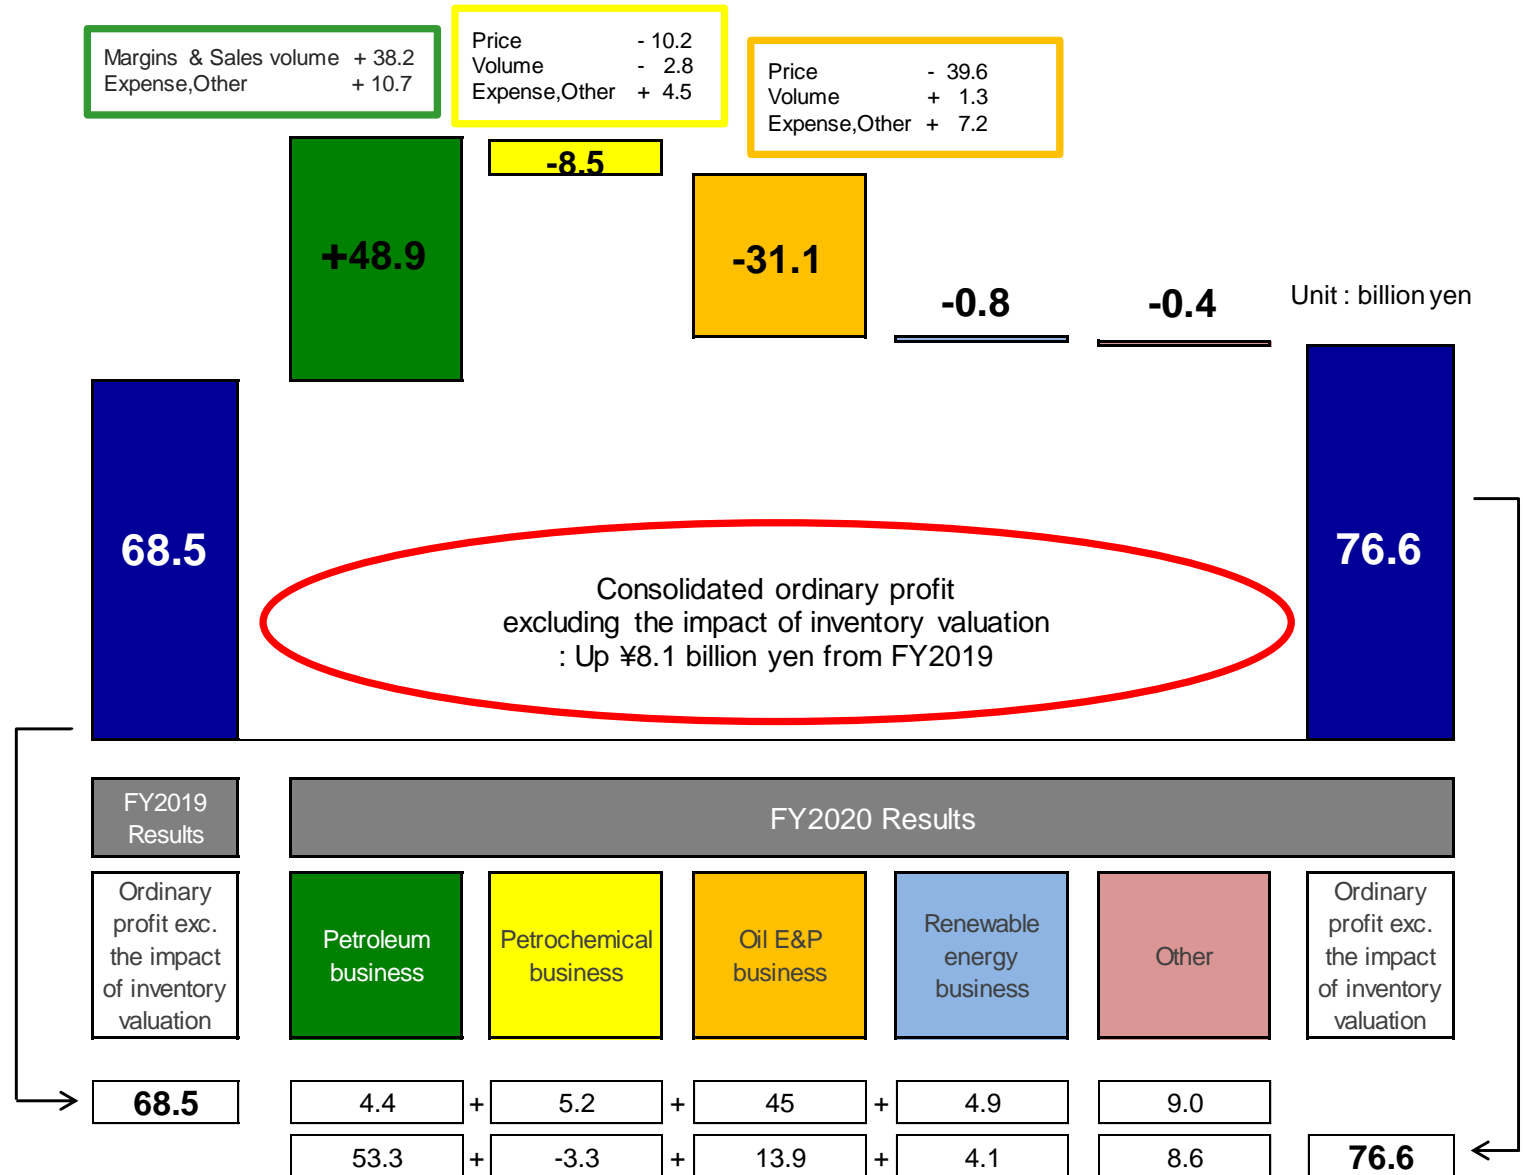 Margins & Sales volume + 38.2
Expense,Other + 10.7
Price - 10.2
Volume - 2.8
Expense,Other + 4.5
Price - 39.6
Volume + 1.3
Expense,Other + 7.2
+48.9
-8.5
-31.1
-0.8
-0.4
Unit : billion yen
68.5
76.6
Consolidated ordinary profit
excluding the impact of inventory valuation
: Up ¥8.1 billion yen from FY2019
FY2019
Results
FY2020 Results
Ordinary
profit exc.
the impact
of inventory
valuation
Petroleum
business
Petrochemical
business
Oil E&P
business
Renewable
energy
business
Other
Ordinary
profit exc.
the impact
of inventory
valuation
68.5 4.4 + 5.2 + 45 + 4.9 9.0
53.3 + -3.3 + 13.9 + 4.1 8.6 76.6